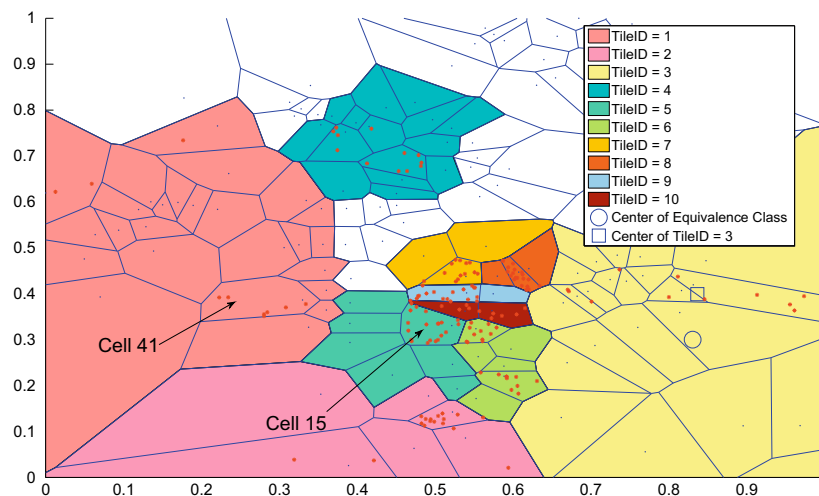 1
0.9
0.8
0.7
0.6
0.5
0.4
0.3
0.2
0.1
0
TileID = 1
TileID = 2
TileID = 3
TileID = 4
TileID = 5
TileID = 6
TileID = 7
TileID = 8
TileID = 9
TileID = 10
Center of Equivalence Class
Center of TileID = 3
Cell 41
Cell 15
0 0.1 0.2 0.3 0.4 0.5 0.6 0.7 0.8 0.9